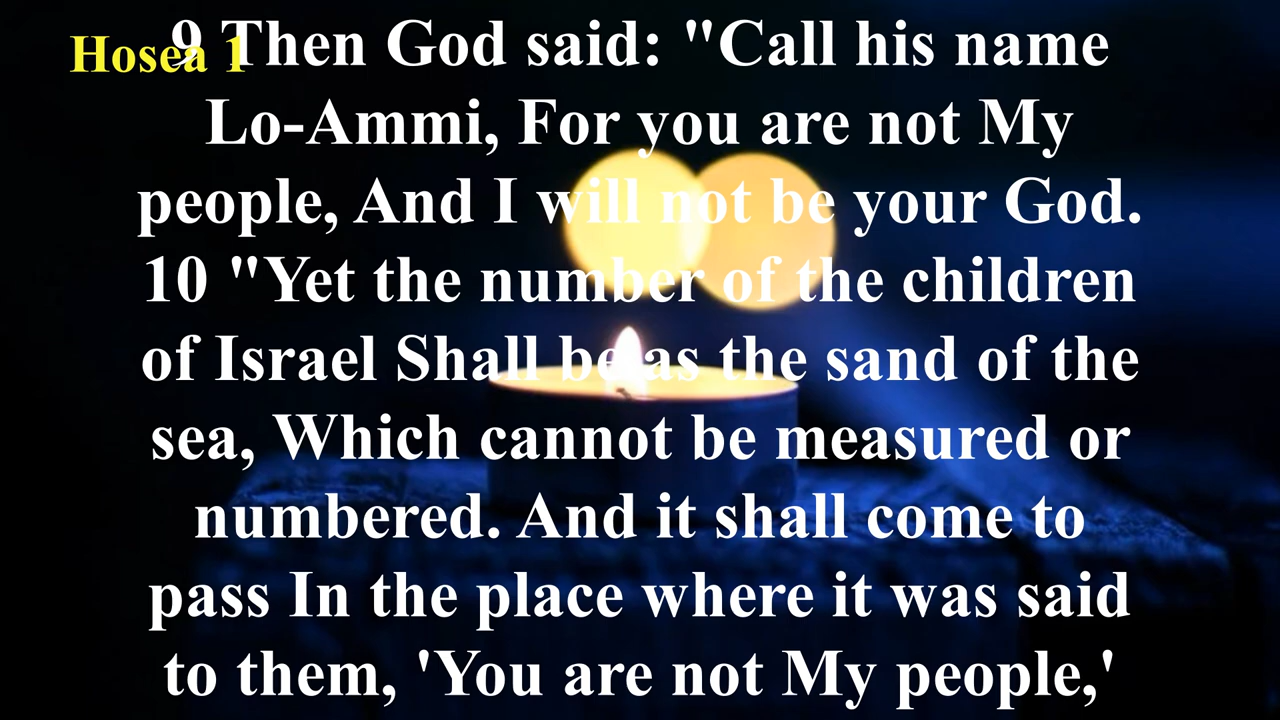 Hosea 1
9 Then God said: "Call his name
Lo-Ammi, For you are not My
people, And I will not be your God.
10 "Yet the number of the children
of Israel Shall be as the sand of the
sea, Which cannot be measured or
numbered. And it shall come to
pass In the place where it was said
to them, 'You are not My people,'